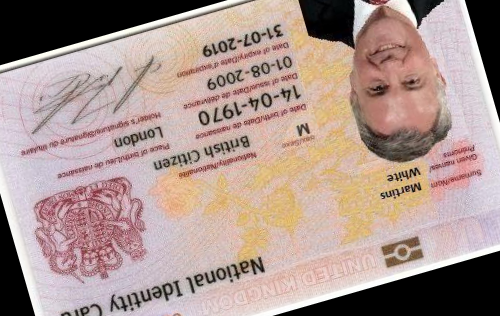 UNITED KINGDOM
National Identity Car
Surname/Nom
Martins
Given names/
Prénoms
White
Sex/Sexe
M
Nationality/Nationalité
British Citizen
Date of birth/Date de naissance
14-04-1970
Place of birth/Lieu de naissance
London
Date of issue/Date de délivrance
01-08-2009
Date of expiry/Date d'expiration
31-07-2019
Holder's signature/Signature du titulaire